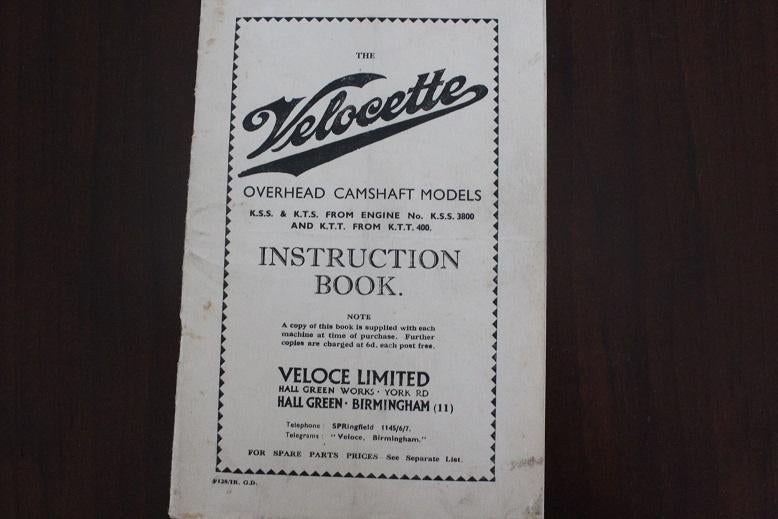 THE
Velocette
OVERHEAD CAMSHAFT MODELS
K.S.S. & K.T.S. FROM ENGINE No. K.S.S. 3800
AND K.T.T. FROM K.T.T. 400.
INSTRUCTION
BOOK.
NOTE
A copy of this book is supplied with each
machine at time of purchase. Further
copies are charged at 6d. each post free.
VELOCE LIMITED
HALL GREEN WORKS · YORK RD
HALL GREEN · BIRMINGHAM (11)
Telephone: SPRingfield 1145/6/7.
Telegrams: "Veloce, Birmingham."
FOR SPARE PARTS PRICES See Separate List.
F128/1R. G.D.